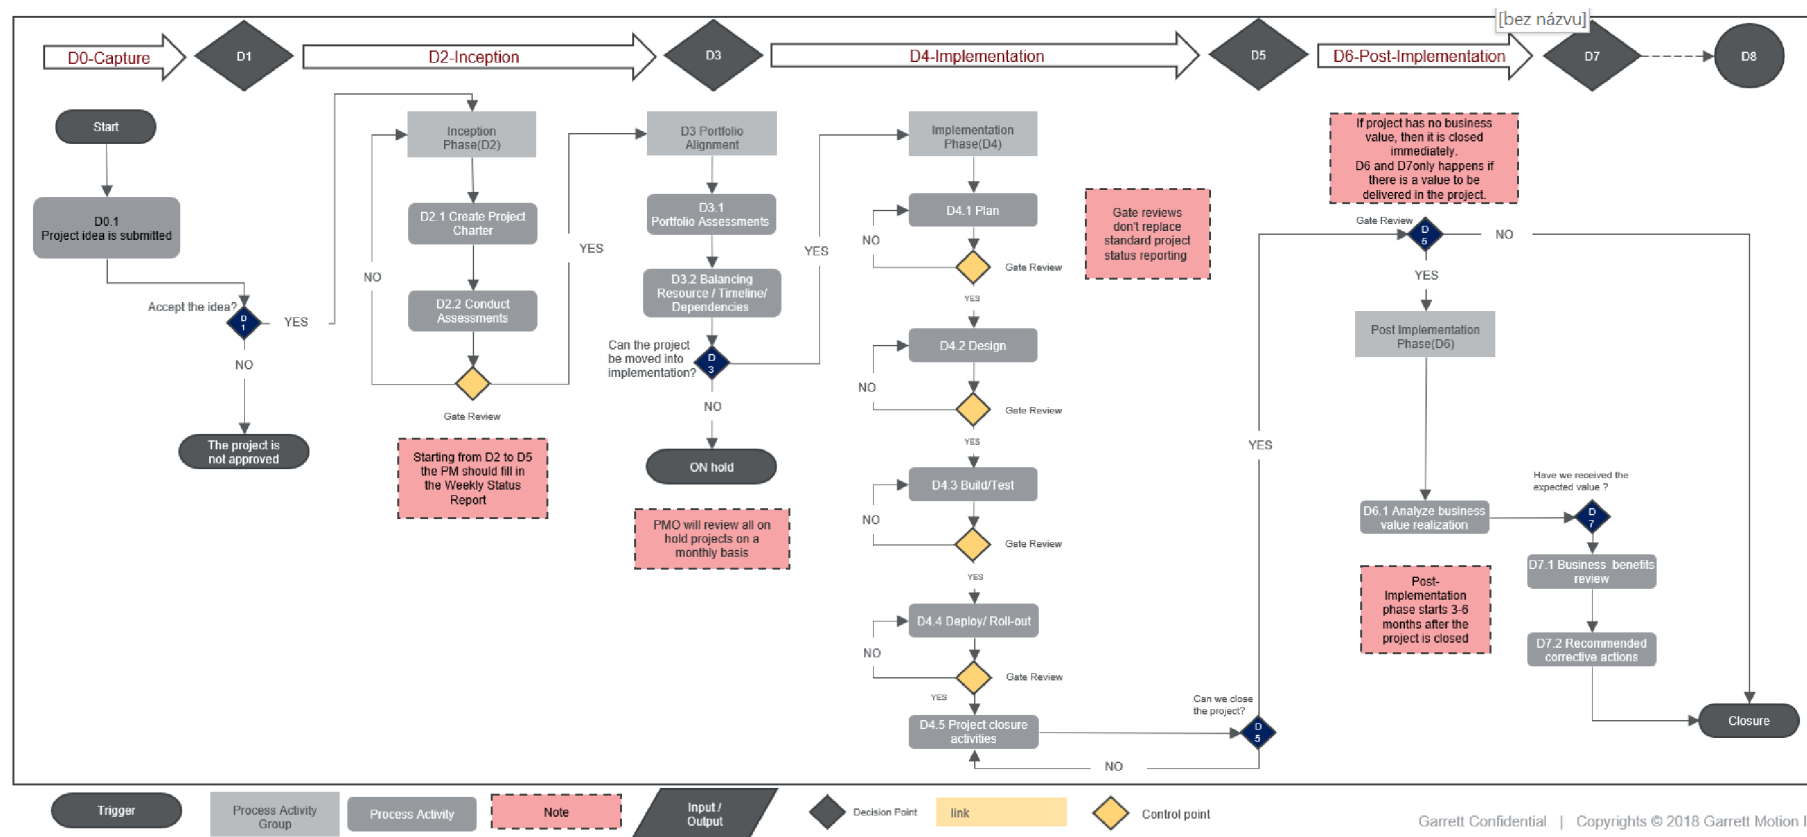 [bez názvu]
D0-Capture
D1
D2-Inception
D3
D4-Implementation
D5
D6-Post-Implementation
D7
D8
Start
D0.1
Project idea is submitted
Accept the idea?
D
1
YES
NO
The project is
not approved
Inception
Phase(D2)
D2.1 Create Project
Charter
D2.2 Conduct
Assessments
NO
Gate Review
YES
Starting from D2 to D5
the PM should fill in
the Weekly Status
Report
D3 Portfolio
Alignment
D3.1
Portfolio Assessments
D3.2 Balancing
Resource / Timeline/
Dependencies
Can the project
be moved into
implementation?
D
3
YES
NO
ON hold
PMO will review all on
hold projects on a
monthly basis
Implementation
Phase(D4)
D4.1 Plan
NO
Gate Review
YES
D4.2 Design
NO
Gate Review
YES
D4.3 Build/Test
NO
Gate Review
YES
D4.4 Deploy/ Roll-out
NO
Gate Review
YES
D4.5 Project closure
activities
Gate reviews
don't replace
standard project
status reporting
Can we close
the project?
D
5
NO
YES
If project has no business
value, then it is closed
immediately.
D6 and D7only happens if
there is a value to be
delivered in the project.
Gate Review
D
6
NO
YES
Post Implementation
Phase(D6)
D6.1 Analyze business
value realization
Have we received the
expected value ?
D
7
D7.1 Business benefits
review
D7.2 Recommended
corrective actions
Post-
Implementation
phase starts 3-6
months after the
project is closed
Closure
Trigger
Process Activity
Group
Process Activity
Note
Input /
Output
Decision Point
link
Control point
Garrett Confidential | Copyrights © 2018 Garrett Motion I